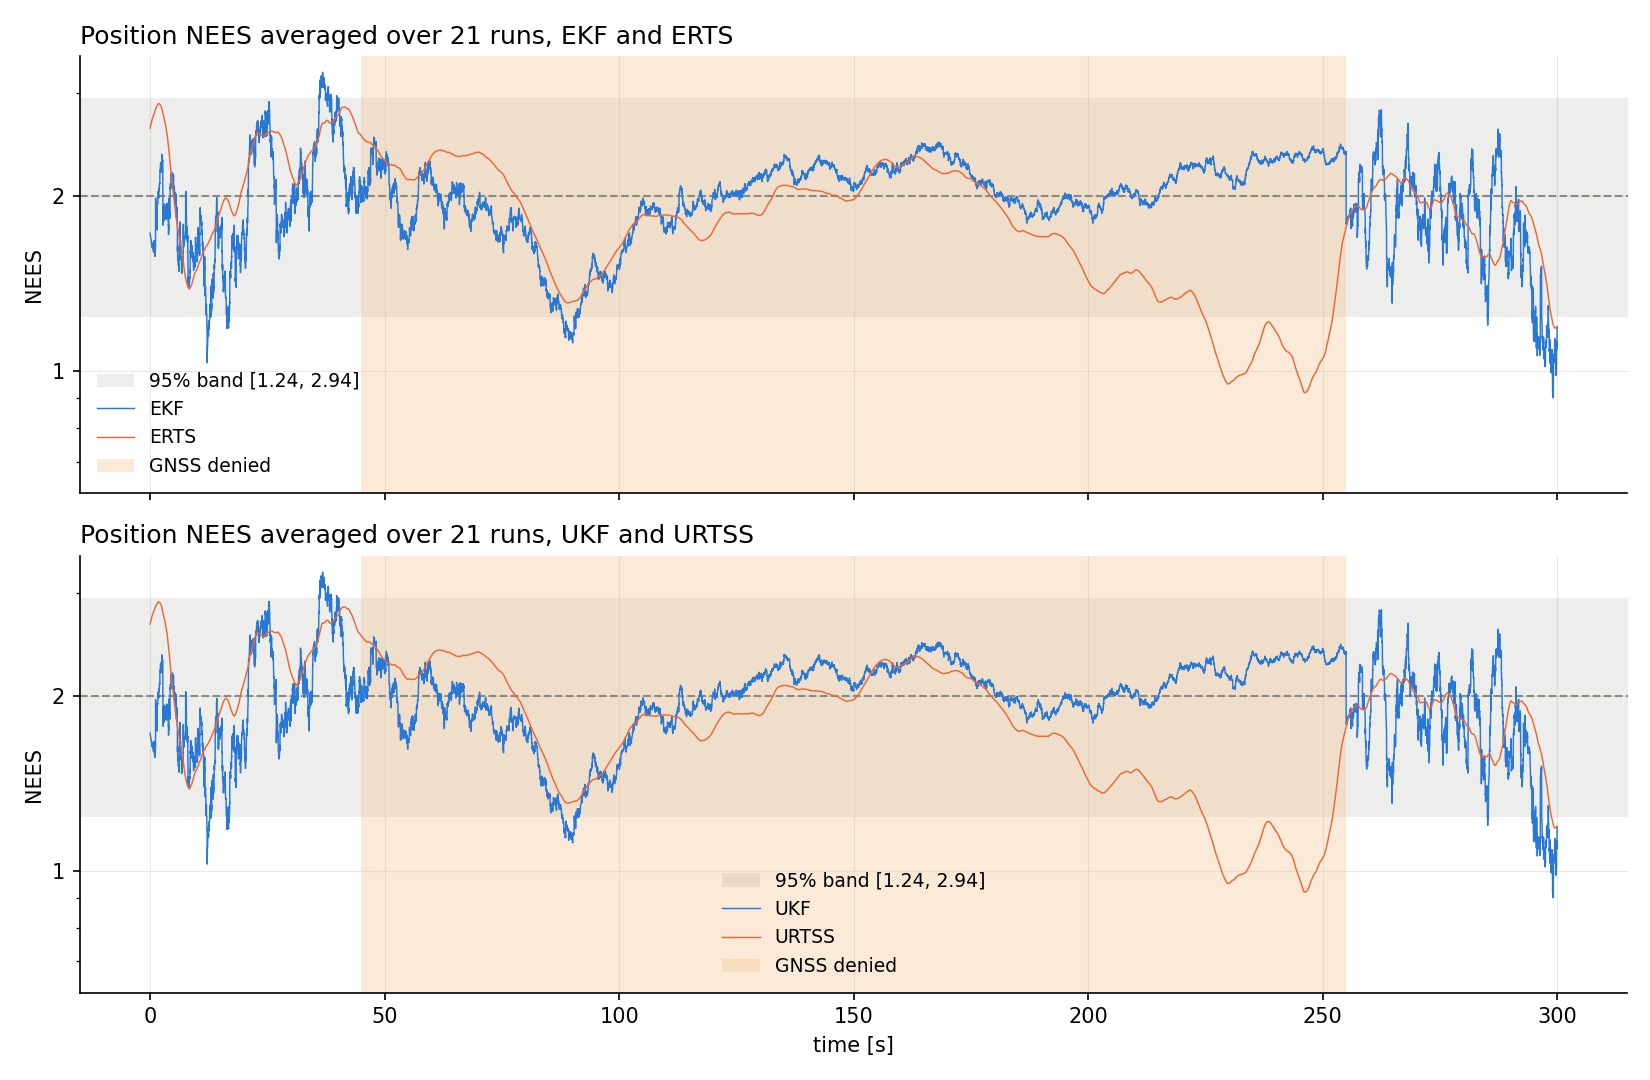 Position NEES averaged over 21 runs, EKF and ERTS
NEES
2
1
95% band [1.24, 2.94]
EKF
ERTS
GNSS denied
Position NEES averaged over 21 runs, UKF and URTSS
NEES
2
1
95% band [1.24, 2.94]
UKF
URTSS
GNSS denied
0 50 100 150 200 250 300
time [s]